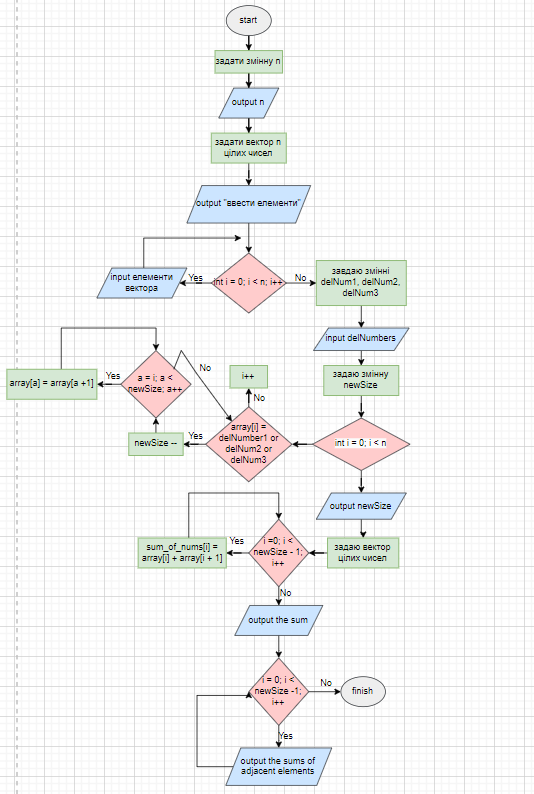 start
задати змінну n
output n
задати вектор n
цілих чисел
output "ввести елементи"
input елементи
вектора
Yes
int i = 0; i < n; i++
No
завдаю змінні
delNum1, delNum2,
delNum3
input delNumbers
задаю змінну
newSize
array[a] = array[a +1]
Yes
a = i; a <
newSize; a++
No
i++
No
newSize --
Yes
array[i] =
delNumber1 or
delNum2 or
delNum3
int i = 0; i < n
output newSize
sum_of_nums[i] =
array[i] + array[i + 1]
Yes
i =0; i <
newSize - 1;
i++
задаю вектор
цілих чисел
No
output the sum
i = 0; i <
newSize -1;
i++
No
finish
Yes
output the sums of
adjacent elements